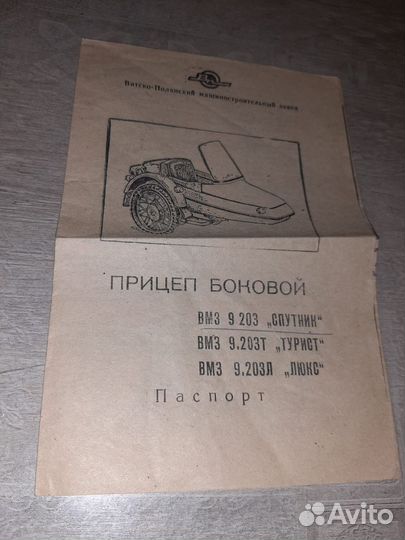 Вятско-Полянский машиностроительный завод
ПРИЦЕП БОКОВОЙ
ВМЗ 9 203 „СПУТНИК“
ВМЗ 9.203Т „ТУРИСТ“
ВМЗ 9.203Л „ЛЮКС“
Паспорт
Avito